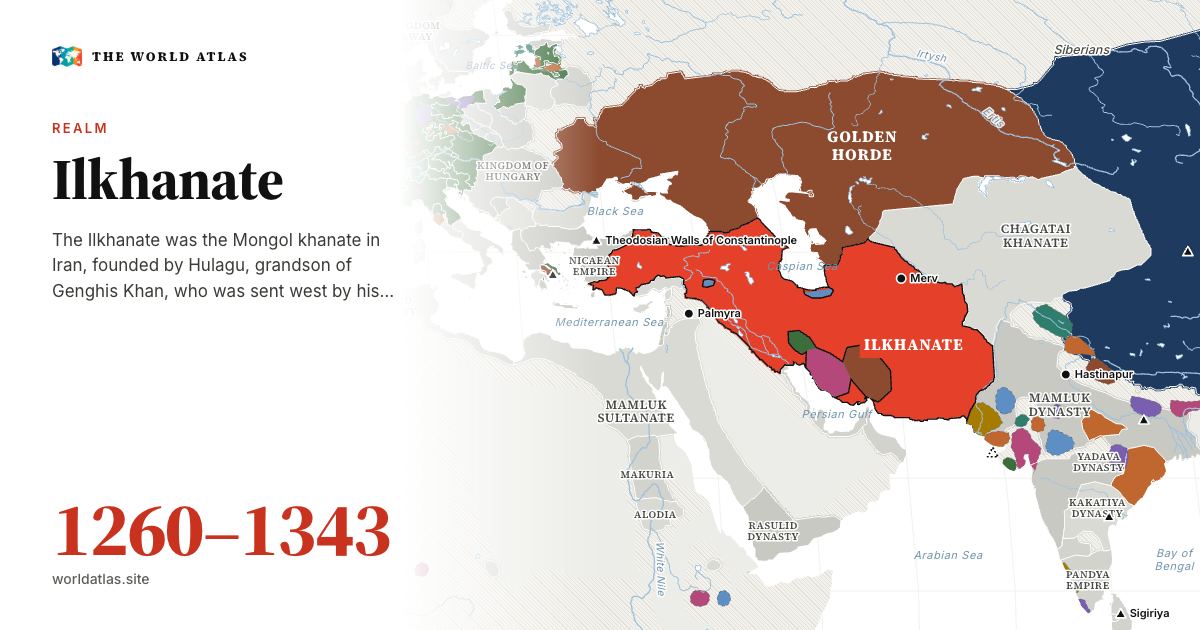 THE WORLD ATLAS
REALM
Ilkhanate
The Ilkhanate was the Mongol khanate in
Iran, founded by Hulagu, grandson of
Genghis Khan, who was sent west by his...
1260–1343
worldatlas.site
Baltic Sea
Irtysh
Siberians
Ertis
GOLDEN
HORDE
KINGDOM OF
HUNGARY
Black Sea
Theodosian Walls of Constantinople
CHAGATAI
KHANATE
NICAEAN
EMPIRE
Caspian Sea
Merv
Palmyra
Mediterranean Sea
ILKHANATE
Hastinapur
MAMLUK
SULTANATE
Persian Gulf
MAMLUK
DYNASTY
YADAVA
DYNASTY
MAKURIA
KAKATIYA
DYNASTY
ALODIA
RASULID
DYNASTY
White Nile
Arabian Sea
Bay of
Bengal
PANDYA
EMPIRE
Sigiriya